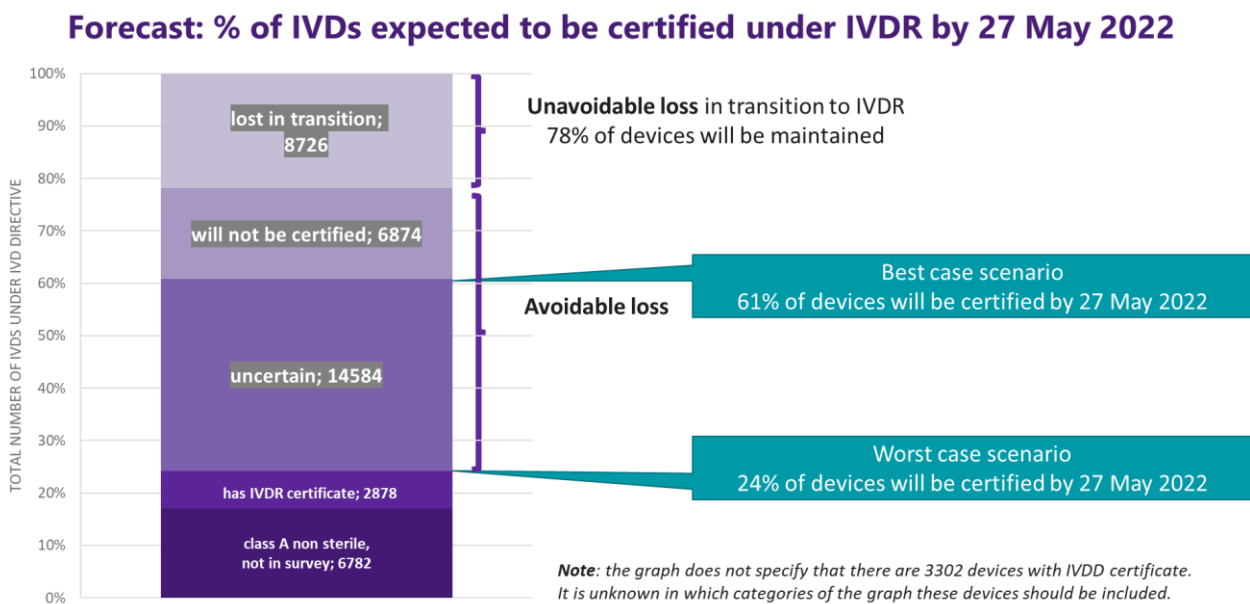 Forecast: % of IVDs expected to be certified under IVDR by 27 May 2022
TOTAL NUMBER OF IVDS UNDER IVD DIRECTIVE
100%
90%
80%
70%
60%
50%
40%
30%
20%
10%
0%
lost in transition;
8726
will not be certified; 6874
uncertain; 14584
has IVDR certificate; 2878
class A non sterile,
not in survey; 6782
Unavoidable loss in transition to IVDR
78% of devices will be maintained
Avoidable loss
Best case scenario
61% of devices will be certified by 27 May 2022
Worst case scenario
24% of devices will be certified by 27 May 2022
Note: the graph does not specify that there are 3302 devices with IVDD certificate.
It is unknown in which categories of the graph these devices should be included.